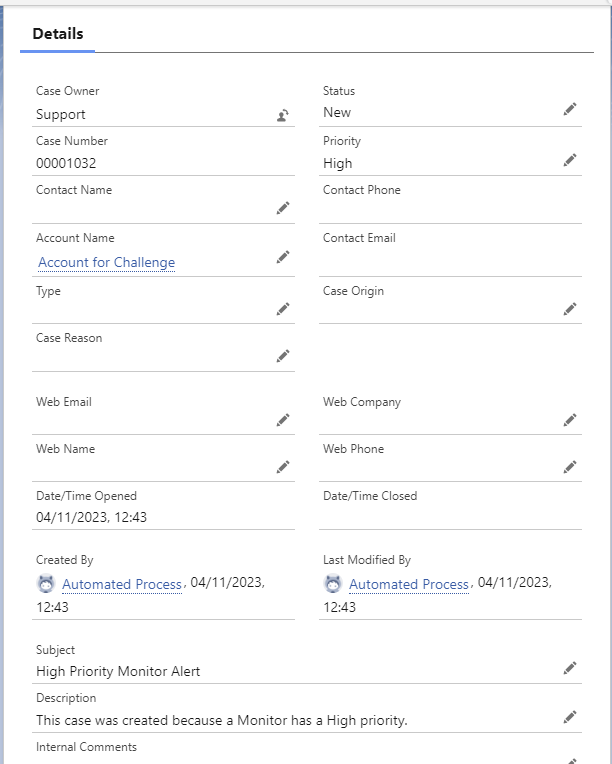 Details
Case Owner
Support
Status
New
Case Number
00001032
Priority
High
Contact Name
Contact Phone
Account Name
Account for Challenge
Contact Email
Type
Case Origin
Case Reason
Web Email
Web Company
Web Name
Web Phone
Date/Time Opened
04/11/2023, 12:43
Date/Time Closed
Created By
Automated Process, 04/11/2023,
12:43
Last Modified By
Automated Process, 04/11/2023,
12:43
Subject
High Priority Monitor Alert
Description
This case was created because a Monitor has a High priority.
Internal Comments